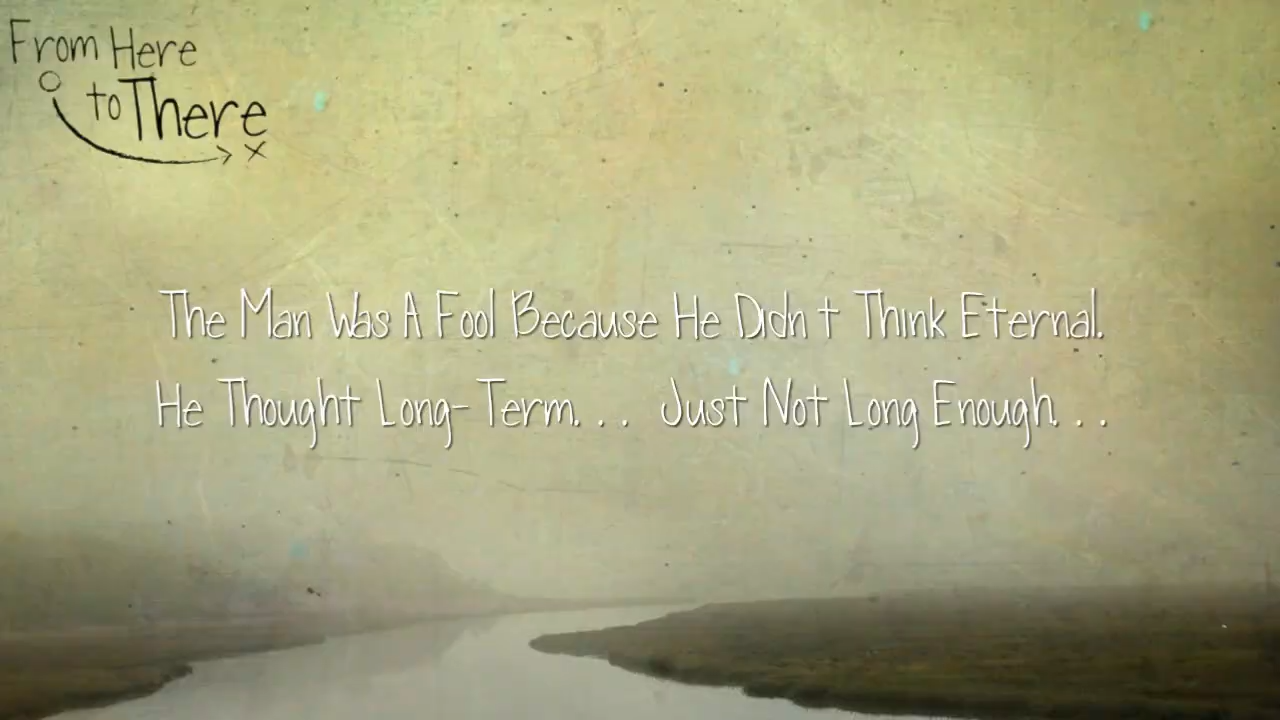 From Here
to There
The Man Was A Fool Because He Didn t Think Eternal.
He Thought Long-Term. . . Just Not Long Enough. . .